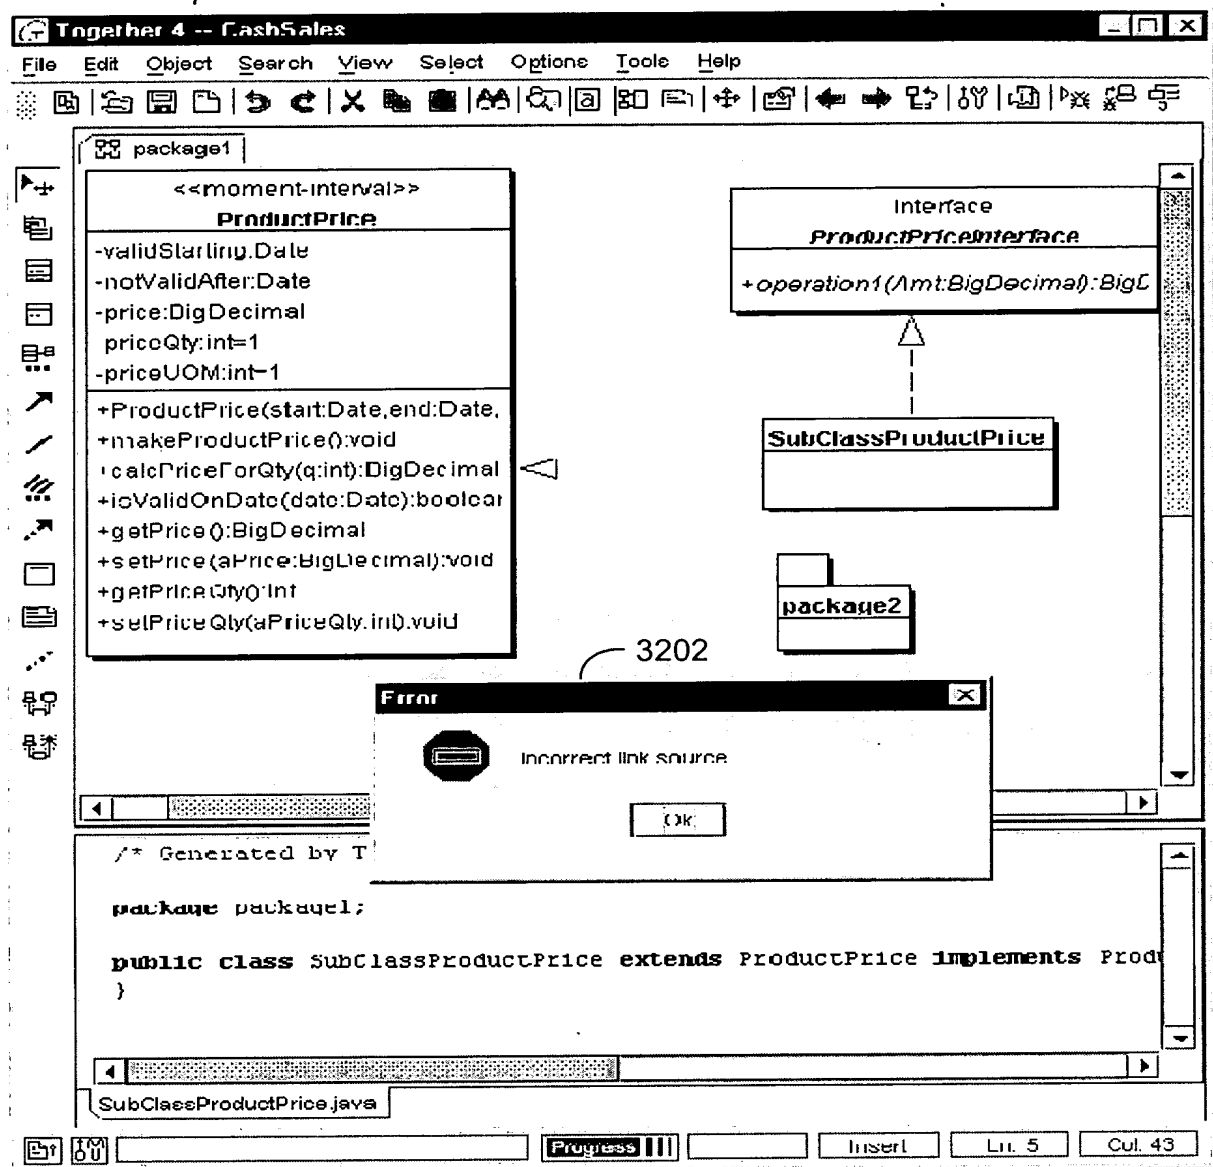 Together 4 -- CashSales
File Edit Object Search View Select Options Tools Help
package1
<<moment-interval>>
ProductPrice
-validStarting:Date
-notValidAfter:Date
-price:BigDecimal
priceQty:int=1
-priceUOM:int=1
+ProductPrice(start:Date,end:Date,
+makeProductPrice():void
+calcPriceForQty(q:int):BigDecimal
+isValidOnDate(date:Date):boolear
+getPrice():BigDecimal
+setPrice(aPrice:BigDecimal):void
+getPriceQty():int
+setPriceQty(aPriceQty:int):void
Interface
ProductPriceInterface
+operation1(Amt:BigDecimal):BigD
SubClassProductPrice
package2
3202
Error
Incorrect link source
Ok
/* Generated by T
package package1;
public class SubClassProductPrice extends ProductPrice implements Produ
}
SubClassProductPrice.java
Progress
Insert
Ln. 5
Col. 43